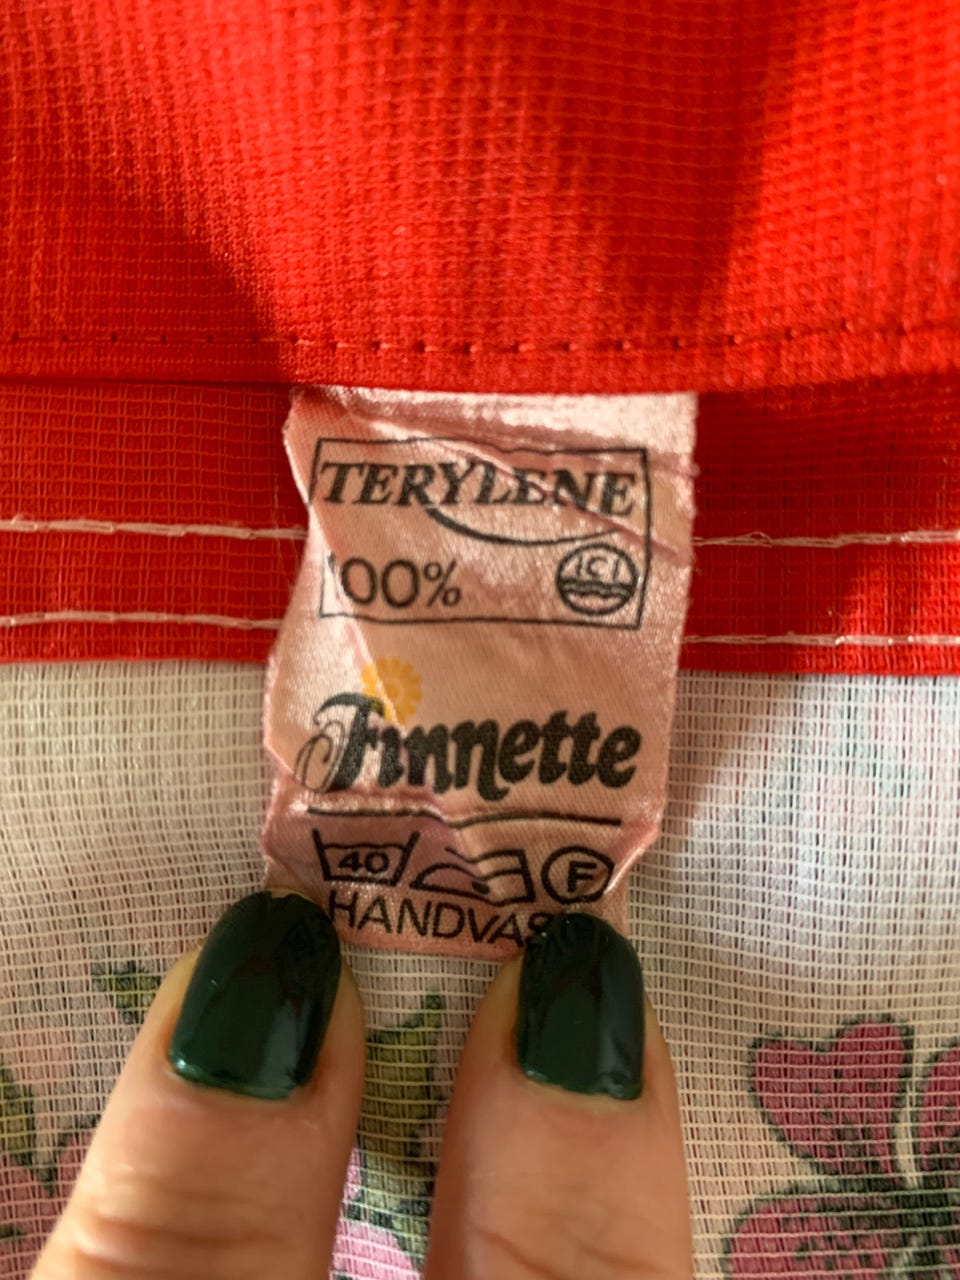 TERYLENE
100%
ICI
Finnette
40 F
HANDVAS